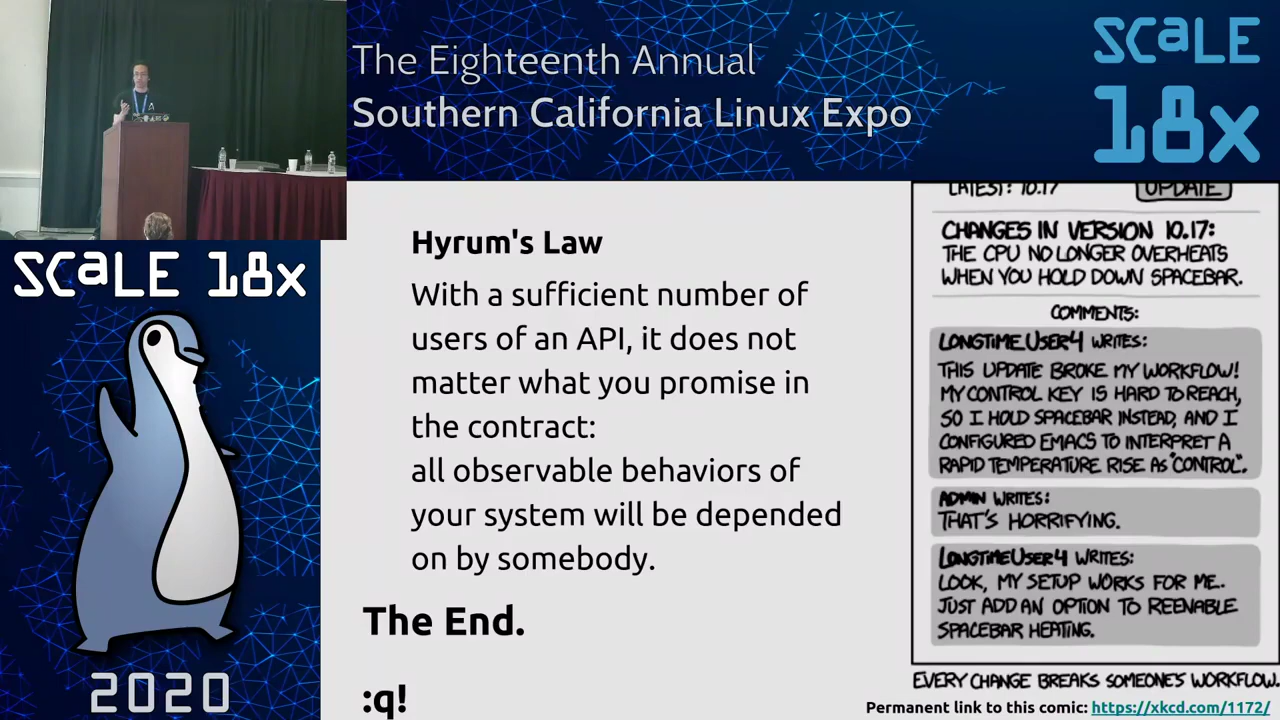 The Eighteenth Annual
Southern California Linux Expo
SCaLE
18x
SCaLE 18x
2020
Hyrum's Law
With a sufficient number of
users of an API, it does not
matter what you promise in
the contract:
all observable behaviors of
your system will be depended
on by somebody.
The End.
:q!
LATEST: 10.17
UPDATE
CHANGES IN VERSION 10.17:
THE CPU NO LONGER OVERHEATS
WHEN YOU HOLD DOWN SPACEBAR.
COMMENTS:
LONGTIMEUSER4 WRITES:
THIS UPDATE BROKE MY WORKFLOW!
MY CONTROL KEY IS HARD TO REACH,
SO I HOLD SPACEBAR INSTEAD, AND I
CONFIGURED EMACS TO INTERPRET A
RAPID TEMPERATURE RISE AS "CONTROL".
ADMIN WRITES:
THAT'S HORRIFYING.
LONGTIMEUSER4 WRITES:
LOOK, MY SETUP WORKS FOR ME.
JUST ADD AN OPTION TO REENABLE
SPACEBAR HEATING.
EVERY CHANGE BREAKS SOMEONE'S WORKFLOW.
Permanent link to this comic: https://xkcd.com/1172/